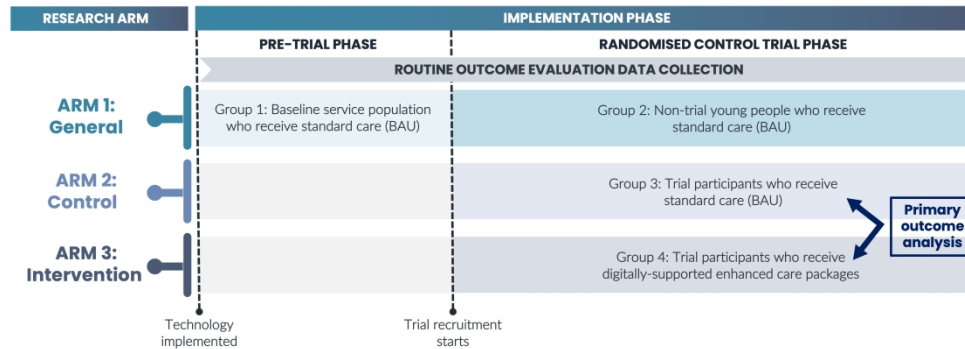 RESEARCH ARM
IMPLEMENTATION PHASE
PRE-TRIAL PHASE
RANDOMISED CONTROL TRIAL PHASE
ROUTINE OUTCOME EVALUATION DATA COLLECTION
ARM 1:
General
Group 1: Baseline service population
who receive standard care (BAU)
Group 2: Non-trial young people who receive
standard care (BAU)
ARM 2:
Control
Group 3: Trial participants who receive
standard care (BAU)
Primary
outcome
analysis
ARM 3:
Intervention
Group 4: Trial participants who receive
digitally-supported enhanced care packages
Technology
implemented
Trial recruitment
starts